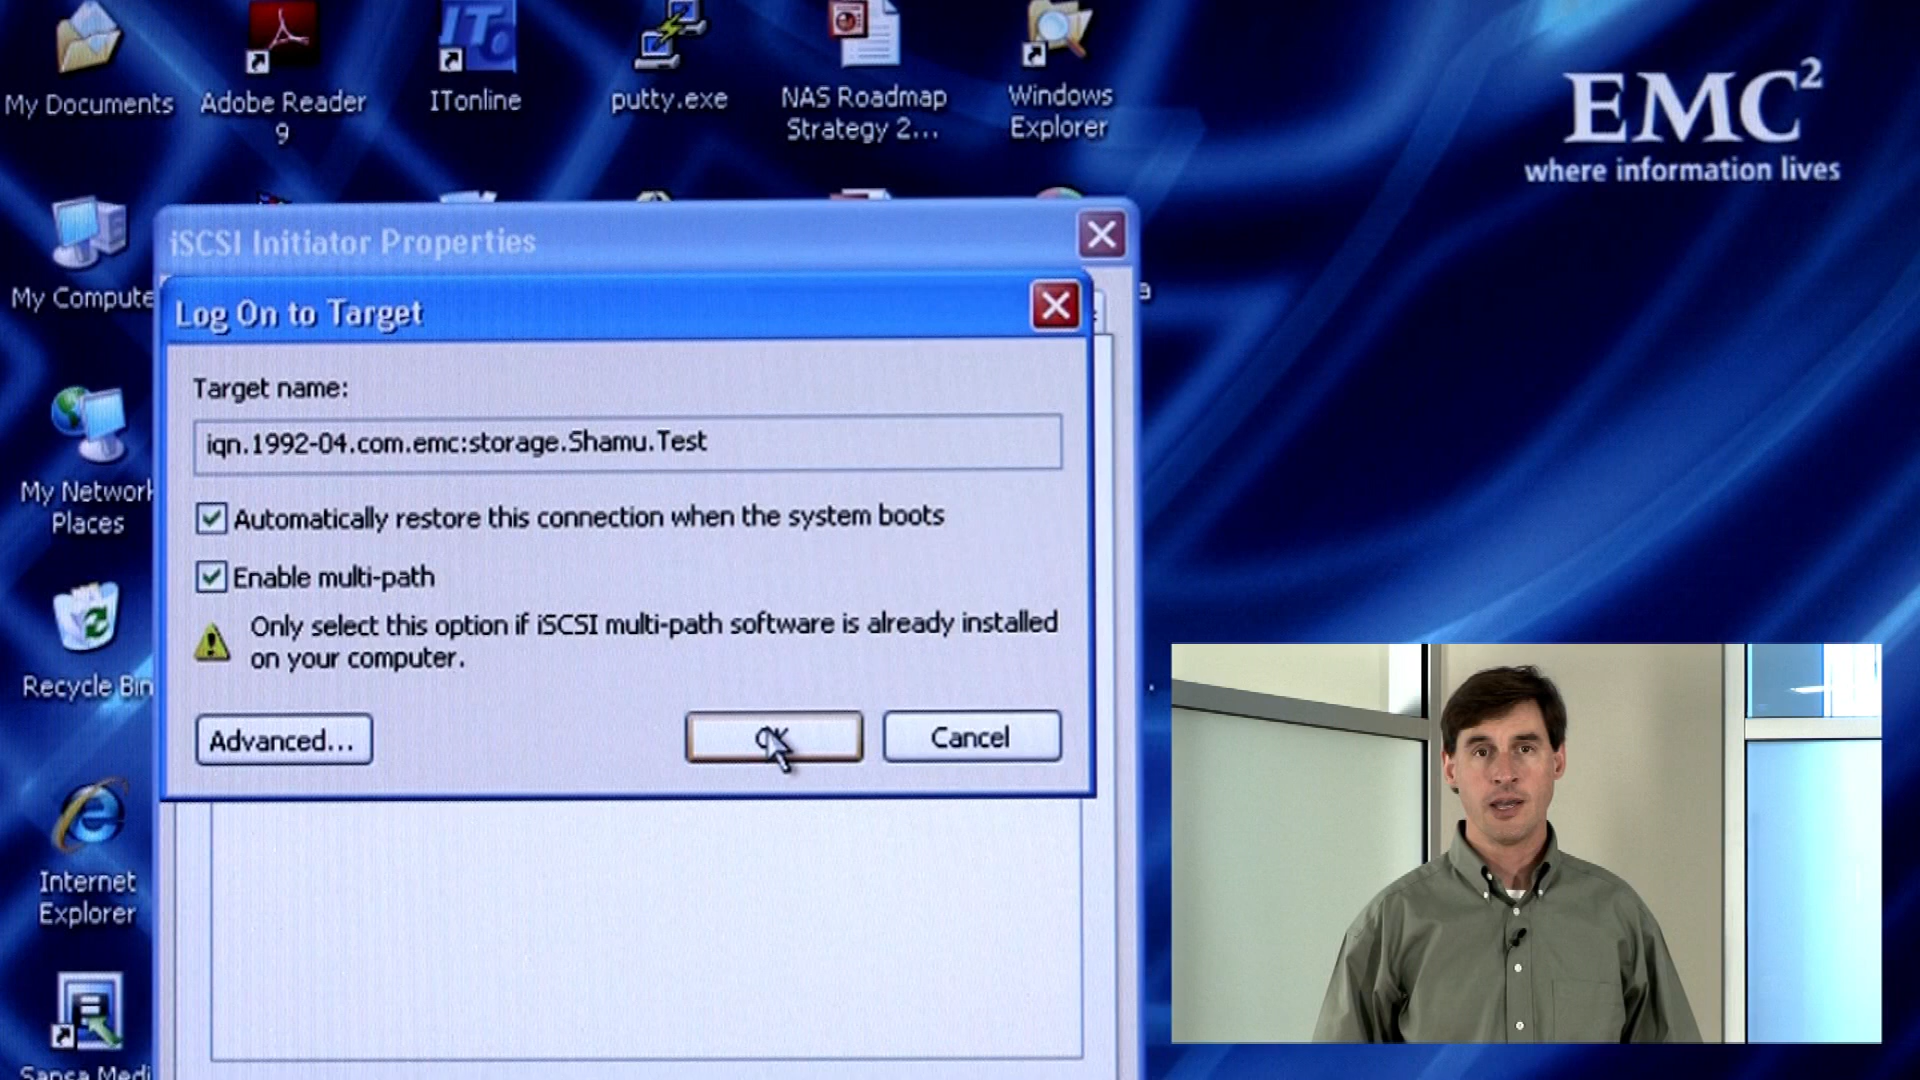 My Documents
Adobe Reader
9
ITonline
putty.exe
NAS Roadmap
Strategy 2...
Windows
Explorer
EMC²
where information lives
iSCSI Initiator Properties
My Compute
Log On to Target
Target name:
iqn.1992-04.com.emc:storage.Shamu.Test
My Network
Places
Automatically restore this connection when the system boots
Enable multi-path
Only select this option if iSCSI multi-path software is already installed
on your computer.
Recycle Bin
Advanced...
OK
Cancel
Internet
Explorer
Sansa Medi